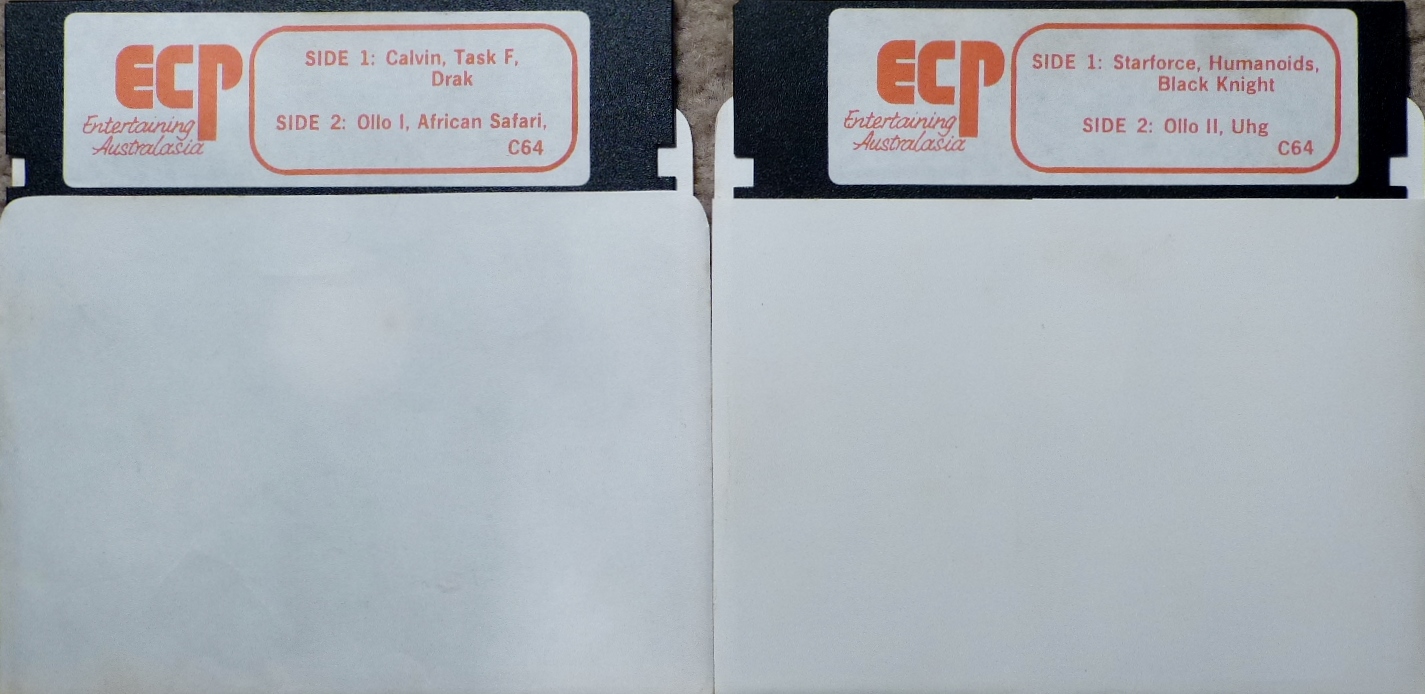 ECP
Entertaining
Australasia
SIDE 1: Calvin, Task F,
Drak
SIDE 2: Ollo I, African Safari,
C64
ECP
Entertaining
Australasia
SIDE 1: Starforce, Humanoids,
Black Knight
SIDE 2: Ollo II, Uhg
C64